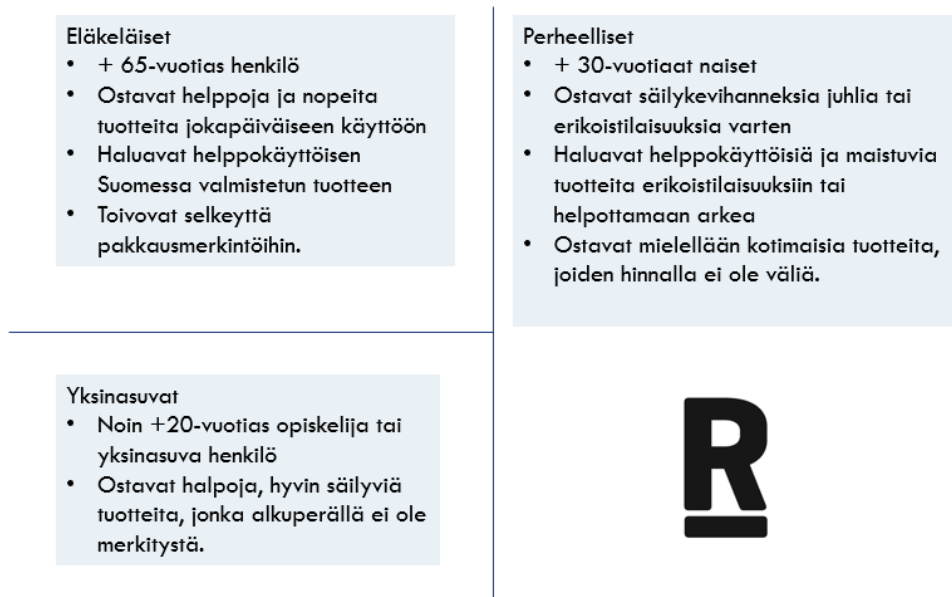 Eläkeläiset
• + 65-vuotias henkilö
• Ostavat helppoja ja nopeita
tuotteita jokapäiväiseen käyttöön
• Haluavat helppokäyttöisen
Suomessa valmistetun tuotteen
• Toivovat selkeyttä
pakkausmerkintöihin.
Perheelliset
• + 30-vuotiaat naiset
• Ostavat säilykevihanneksia juhlia tai
erikoistilaisuuksia varten
• Haluavat helppokäyttöisiä ja maistuvia
tuotteita erikoistilaisuuksiin tai
helpottamaan arkea
• Ostavat mielellään kotimaisia tuotteita,
joiden hinnalla ei ole väliä.
Yksinasuvat
• Noin +20-vuotias opiskelija tai
yksinasuva henkilö
• Ostavat halpoja, hyvin säilyviä
tuotteita, jonka alkuperällä ei ole
merkitystä.
R